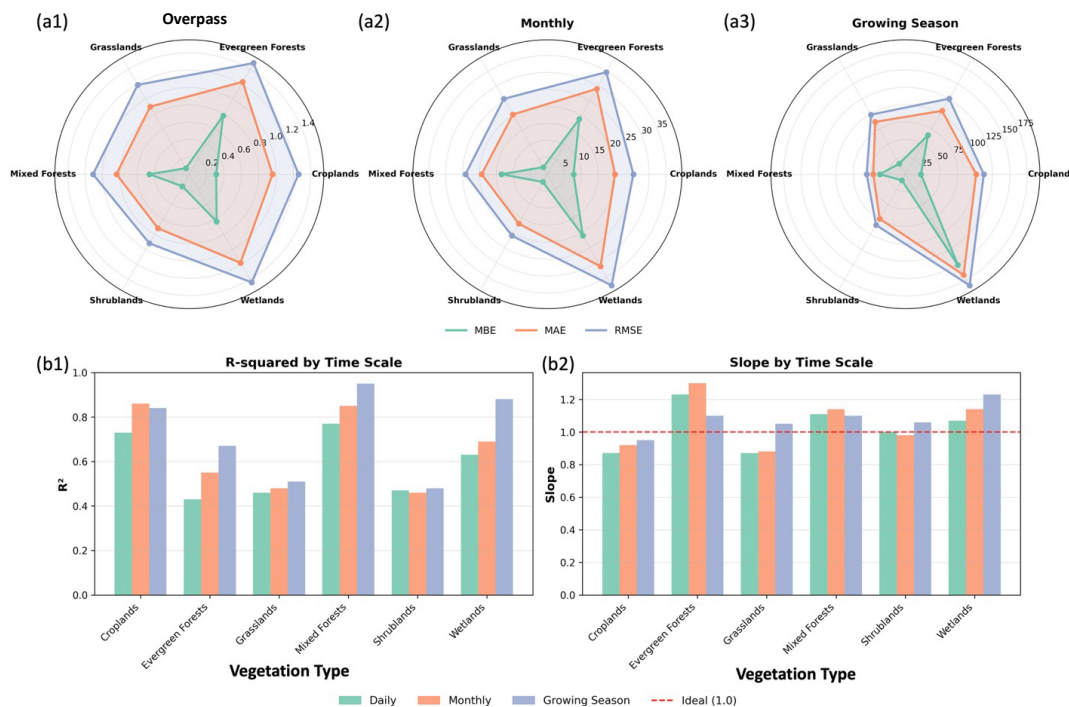 (a1)
Overpass
Grasslands
Evergreen Forests
Mixed Forests
Croplands
Shrublands
Wetlands
0.2
0.4
0.6
0.8
1.0
1.2
1.4
(a2)
Monthly
Grasslands
Evergreen Forests
Mixed Forests
Croplands
Shrublands
Wetlands
5
10
15
20
25
30
35
(a3)
Growing Season
Grasslands
Evergreen Forests
Mixed Forests
Croplands
Shrublands
Wetlands
25
50
75
100
125
150
175
MBE MAE RMSE
(b1)
R-squared by Time Scale
1.0
0.8
0.6
0.4
0.2
0.0
R²
Croplands
Evergreen Forests
Grasslands
Mixed Forests
Shrublands
Wetlands
Vegetation Type
(b2)
Slope by Time Scale
1.2
1.0
0.8
0.6
0.4
0.2
0.0
Slope
Croplands
Evergreen Forests
Grasslands
Mixed Forests
Shrublands
Wetlands
Vegetation Type
Daily Monthly Growing Season Ideal (1.0)